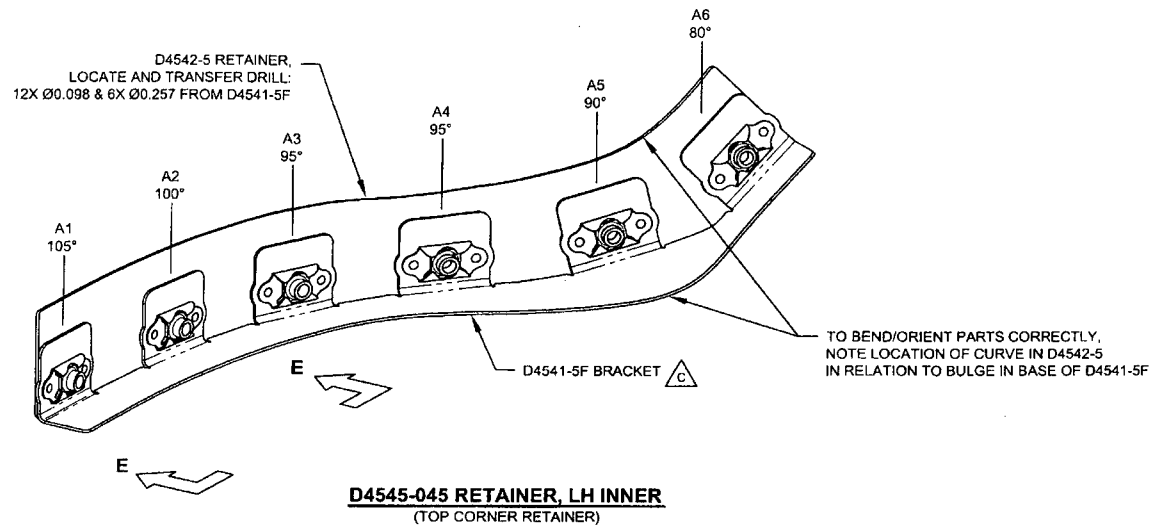 A6
80°
D4542-5 RETAINER,
LOCATE AND TRANSFER DRILL:
12X Ø0.098 & 6X Ø0.257 FROM D4541-5F
A5
90°
A4
95°
A3
95°
A2
100°
A1
105°
TO BEND/ORIENT PARTS CORRECTLY,
NOTE LOCATION OF CURVE IN D4542-5
IN RELATION TO BULGE IN BASE OF D4541-5F
E
D4541-5F BRACKET C
E
D4545-045 RETAINER, LH INNER
(TOP CORNER RETAINER)